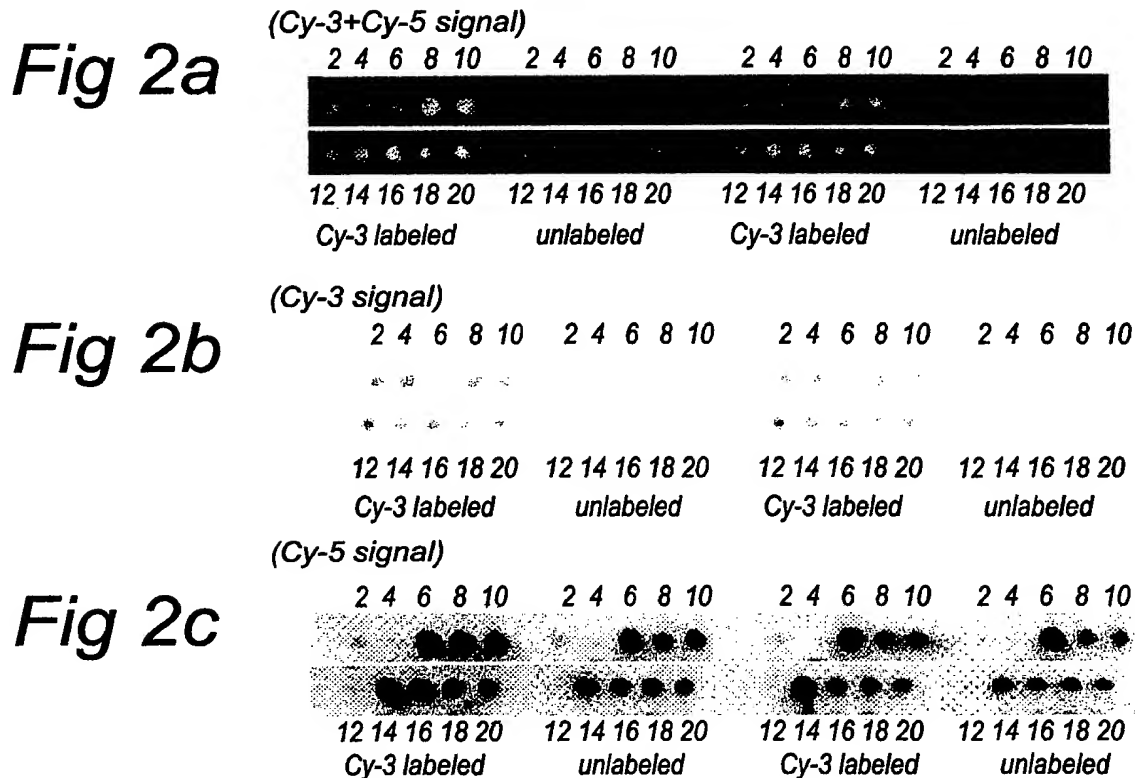 Fig 2a
(Cy-3+Cy-5 signal)
2 4 6 8 10 2 4 6 8 10 2 4 6 8 10 2 4 6 8 10
12 14 16 18 20 12 14 16 18 20 12 14 16 18 20 12 14 16 18 20
Cy-3 labeled unlabeled Cy-3 labeled unlabeled
Fig 2b
(Cy-3 signal)
2 4 6 8 10 2 4 6 8 10 2 4 6 8 10 2 4 6 8 10
12 14 16 18 20 12 14 16 18 20 12 14 16 18 20 12 14 16 18 20
Cy-3 labeled unlabeled Cy-3 labeled unlabeled
Fig 2c
(Cy-5 signal)
2 4 6 8 10 2 4 6 8 10 2 4 6 8 10 2 4 6 8 10
12 14 16 18 20 12 14 16 18 20 12 14 16 18 20 12 14 16 18 20
Cy-3 labeled unlabeled Cy-3 labeled unlabeled